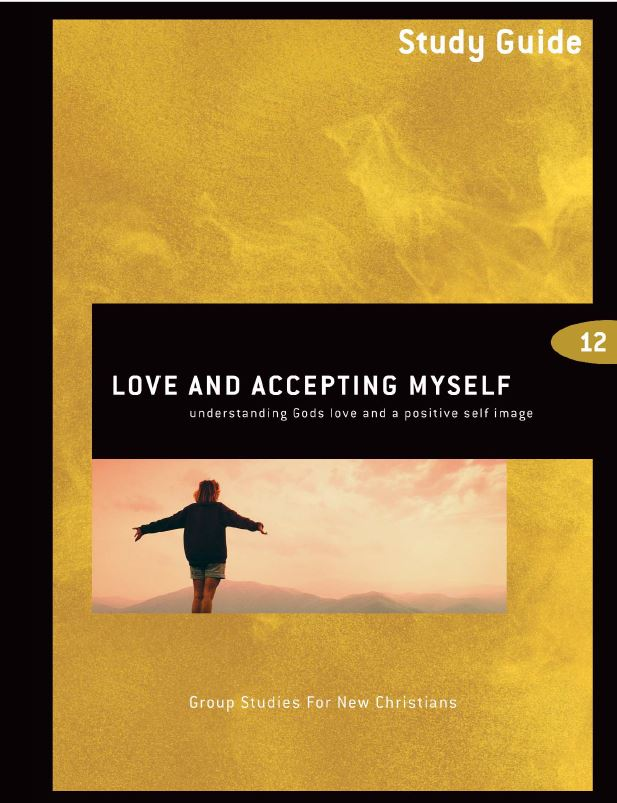 Study Guide
12
LOVE AND ACCEPTING MYSELF
understanding Gods love and a positive self image
Group Studies For New Christians